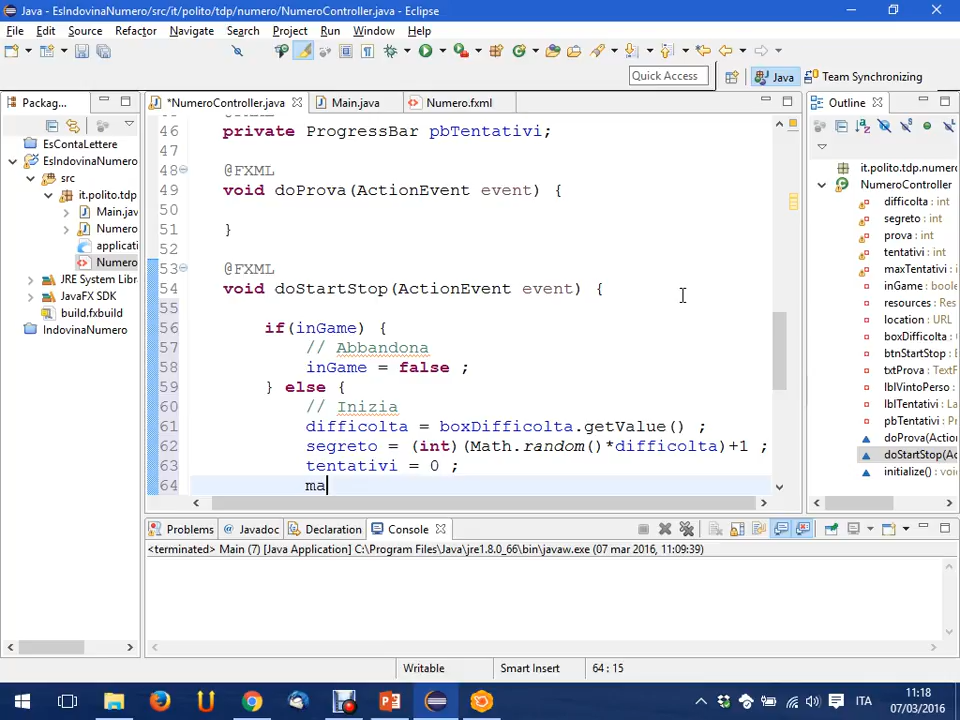 Java - EsIndovinaNumero/src/it/polito/tdp/numero/NumeroController.java - Eclipse
File Edit Source Refactor Navigate Search Project Run Window Help
Quick Access Java Team Synchronizing
Packag...
*NumeroController.java Main.java Numero.fxml
Outline
EsContaLettere
EsIndovinaNumero
src
it.polito.tdp
Main.jav
Numero
applicati
Numero
JRE System Libr
JavaFX SDK
build.fxbuild
IndovinaNumero
46 private ProgressBar pbTentativi;
47
48 @FXML
49 void doProva(ActionEvent event) {
50
51 }
52
53 @FXML
54 void doStartStop(ActionEvent event) {
55
56 if(inGame) {
57 // Abbandona
58 inGame = false ;
59 } else {
60 // Inizia
61 difficolta = boxDifficolta.getValue() ;
62 segreto = (int)(Math.random()*difficolta)+1 ;
63 tentativi = 0 ;
64 ma
it.polito.tdp.numero
NumeroController
difficolta : int
segreto : int
prova : int
tentativi : int
maxTentativi :
inGame : boole
resources : Res
location : URL
boxDifficolta :
btnStartStop :
txtProva : TextF
lblVintoPerso :
lblTentativi : La
pbTentativi : P
doProva(Action
doStartStop(Ac
initialize() : voi
Problems Javadoc Declaration Console
<terminated> Main (7) [Java Application] C:\Program Files\Java\jre1.8.0_66\bin\javaw.exe (07 mar 2016, 11:09:39)
Writable Smart Insert 64 : 15
ITA
11:18
07/03/2016